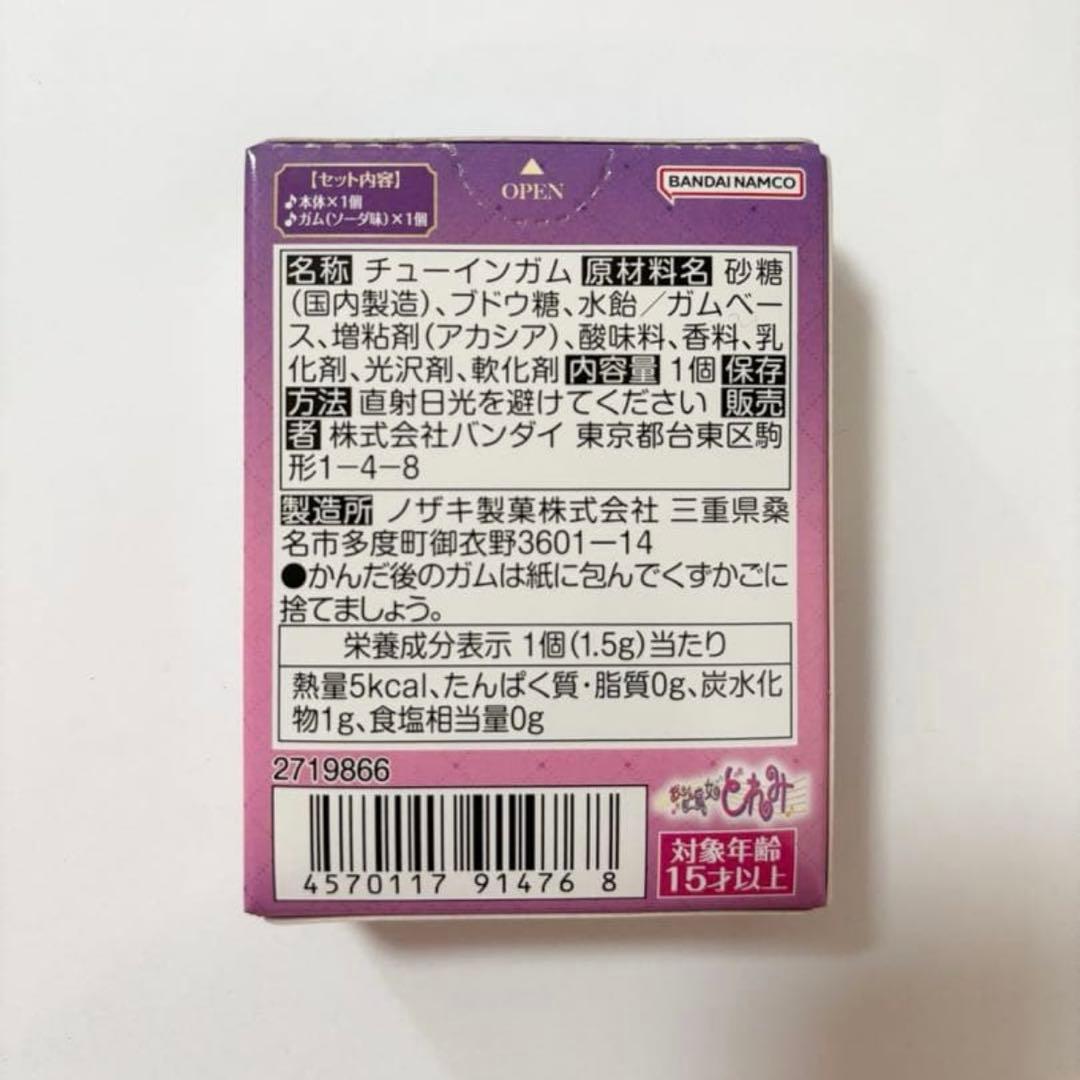 【セット内容】
♪本体×1個
♪ガム(ソーダ味)×1個
OPEN
BANDAI NAMCO
名称 チューインガム 原材料名 砂糖
(国内製造)、ブドウ糖、水飴/ガムベー
ス、増粘剤(アカシア)、酸味料、香料、乳
化剤、光沢剤、軟化剤 内容量 1個 保存
方法 直射日光を避けてください 販売
者 株式会社バンダイ 東京都台東区駒
形1-4-8
製造所 ノザキ製菓株式会社 三重県桑
名市多度町御衣野3601-14
●かんだ後のガムは紙に包んでくずかごに
捨てましょう。
栄養成分表示 1個(1.5g)当たり
熱量5kcal、たんぱく質・脂質0g、炭水化
物1g、食塩相当量0g
2719866
おジャ魔女どれみ
4570117 914768
対象年齢
15才以上